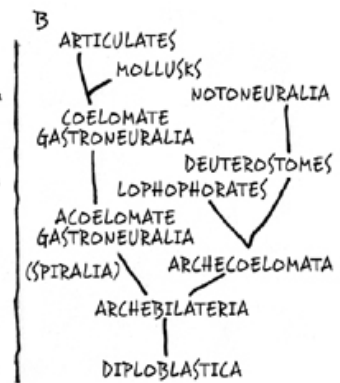 B
ARTICULATES
MOLLUSKS
NOTONEURALIA
COELOMATE
GASTRONEURALIA
DEUTEROSTOMES
LOPHOPHORATES
ACOELOMATE
GASTRONEURALIA
(SPIRALIA)
ARCHECOELOMATA
ARCHEBILATERIA
DIPLOBLASTICA